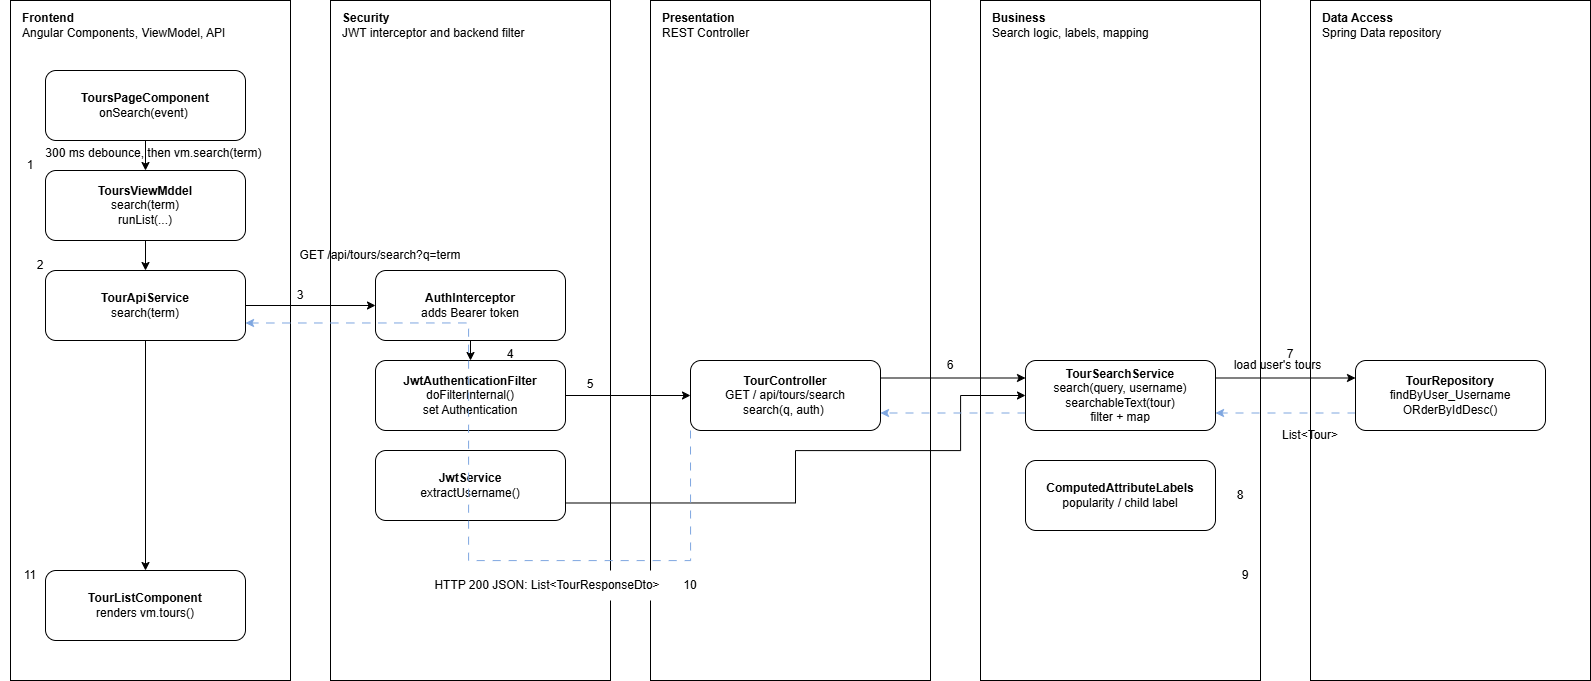 Frontend
Angular Components, ViewModel, API
Security
JWT interceptor and backend filter
Presentation
REST Controller
Business
Search logic, labels, mapping
Data Access
Spring Data repository
ToursPageComponent
onSearch(event)
300 ms debounce, then vm.search(term)
1
ToursViewMddel
search(term)
runList(...)
2
TourApiService
search(term)
GET /api/tours/search?q=term
3
AuthInterceptor
adds Bearer token
4
JwtAuthenticationFilter
doFilterInternal()
set Authentication
5
JwtService
extractUsername()
TourController
GET / api/tours/search
search(q, auth)
6
TourSearchService
search(query, username)
searchableText(tour)
filter + map
7
load user's tours
TourRepository
findByUser_Username
ORderByIdDesc()
List<Tour>
ComputedAttributeLabels
popularity / child label
8
9
HTTP 200 JSON: List<TourResponseDto>
10
11
TourListComponent
renders vm.tours()